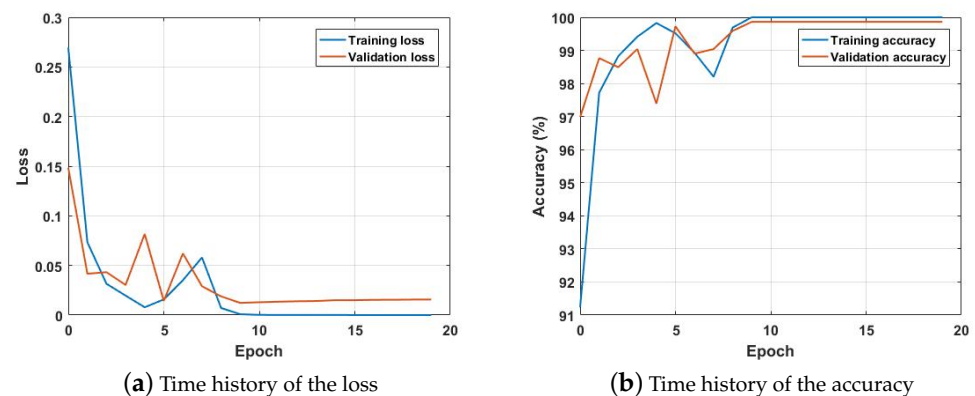 0.3
0.25
0.2
0.15
0.1
0.05
0
Loss
Training loss
Validation loss
0 5 10 15 20
Epoch
(a) Time history of the loss
100
99
98
97
96
95
94
93
92
91
Accuracy (%)
Training accuracy
Validation accuracy
0 5 10 15 20
Epoch
(b) Time history of the accuracy